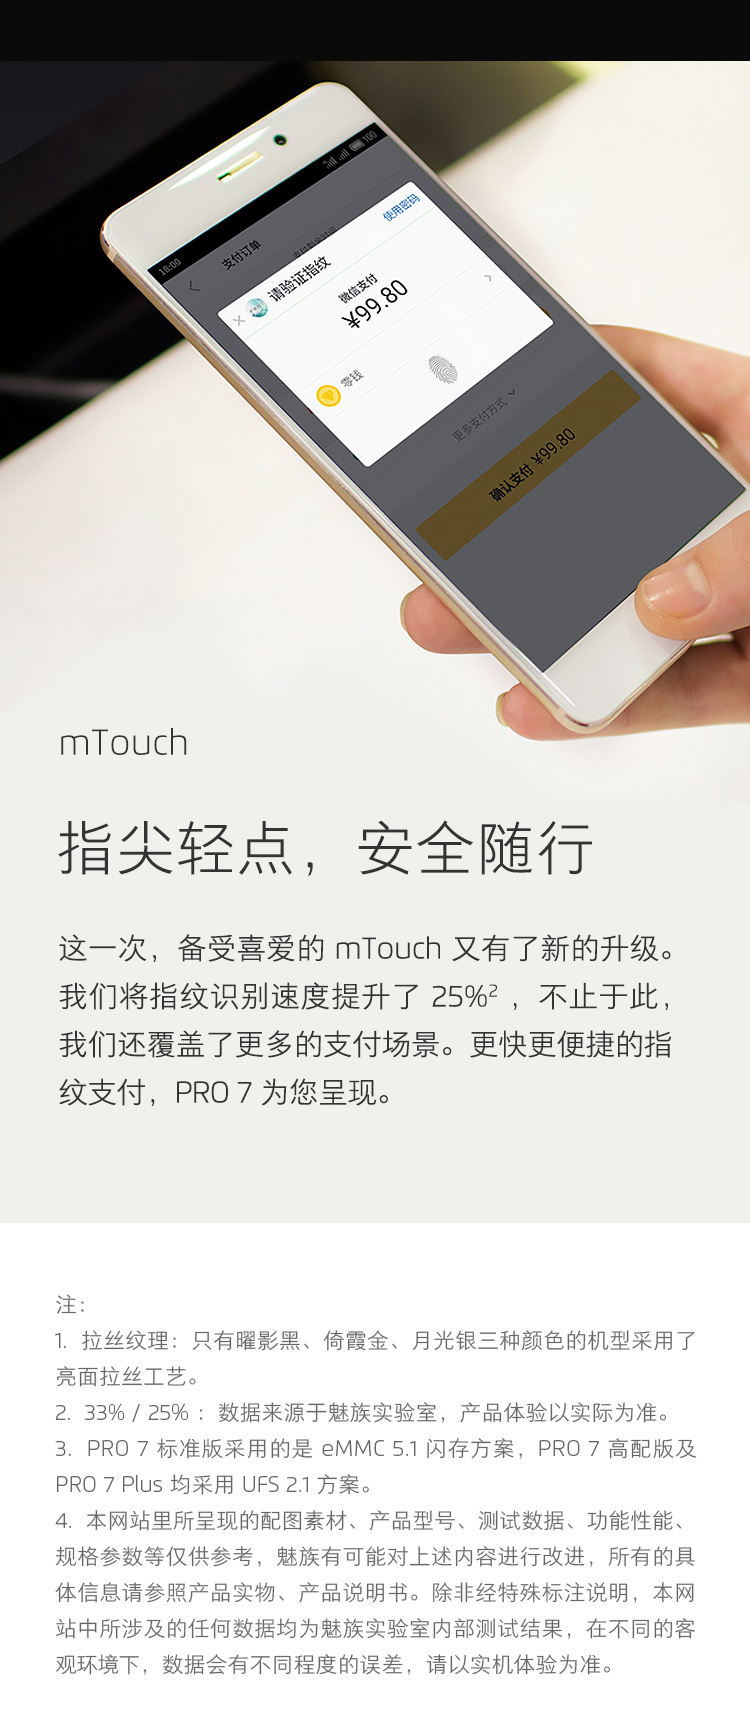 18:00
100
支付订单
使用密码
请验证指纹
微信支付
¥99.80
零钱
更多支付方式
确认支付 ¥99.80
mTouch
指尖轻点，安全随行
这一次，备受喜爱的 mTouch 又有了新的升级。
我们将指纹识别速度提升了 25%²，不止于此，
我们还覆盖了更多的支付场景。更快更便捷的指
纹支付，PRO 7 为您呈现。
注：
1. 拉丝纹理：只有曜影黑、倚霞金、月光银三种颜色的机型采用了
亮面拉丝工艺。
2. 33% / 25% ：数据来源于魅族实验室，产品体验以实际为准。
3. PRO 7 标准版采用的是 eMMC 5.1 闪存方案，PRO 7 高配版及
PRO 7 Plus 均采用 UFS 2.1 方案。
4. 本网站里所呈现的配图素材、产品型号、测试数据、功能性能、
规格参数等仅供参考，魅族有可能对上述内容进行改进，所有的具
体信息请参照产品实物、产品说明书。除非经特殊标注说明，本网
站中所涉及的任何数据均为魅族实验室内部测试结果，在不同的客
观环境下，数据会有不同程度的误差，请以实机体验为准。